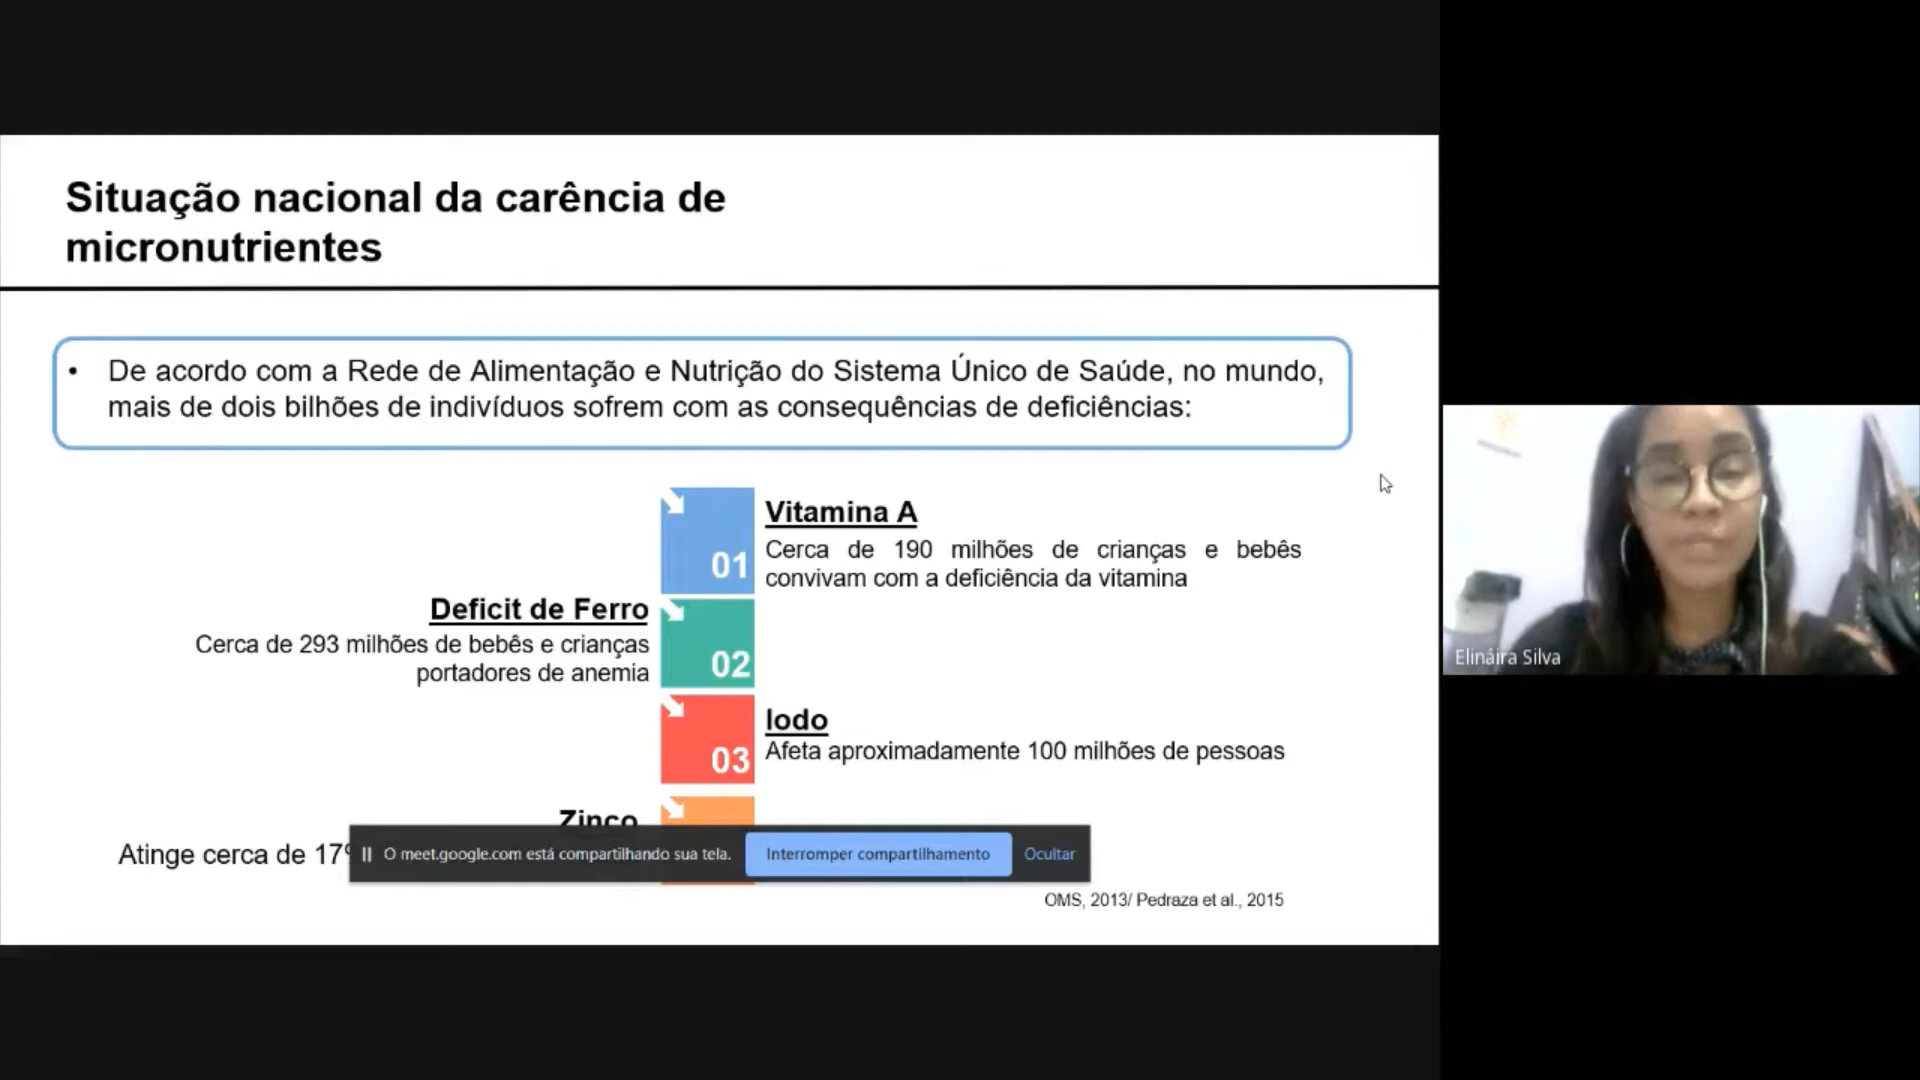 Situação nacional da carência de
micronutrientes
• De acordo com a Rede de Alimentação e Nutrição do Sistema Único de Saúde, no mundo,
mais de dois bilhões de indivíduos sofrem com as consequências de deficiências:
01
Vitamina A
Cerca de 190 milhões de crianças e bebês
convivam com a deficiência da vitamina
Deficit de Ferro
Cerca de 293 milhões de bebês e crianças
portadores de anemia
02
03
Iodo
Afeta aproximadamente 100 milhões de pessoas
Zinco
Atinge cerca de 17
O meet.google.com está compartilhando sua tela.
Interromper compartilhamento
Ocultar
OMS, 2013/ Pedraza et al., 2015
Elináira Silva